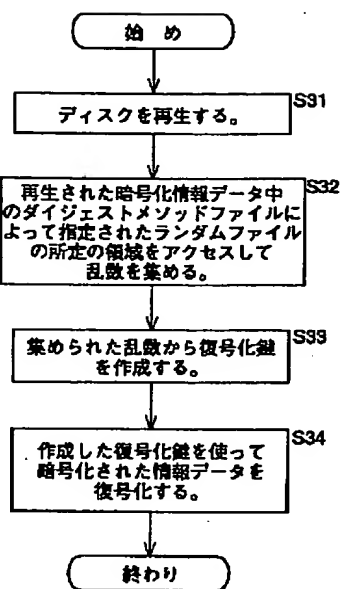 始め
S31
ディスクを再生する。
S32
再生された暗号化情報データ中
のダイジェストメソッドファイルに
よって指定されたランダムファイル
の所定の領域をアクセスして
乱数を集める。
S33
集められた乱数から復号化鍵
を作成する。
S34
作成した復号化鍵を使って
暗号化された情報データを
復号化する。
終わり